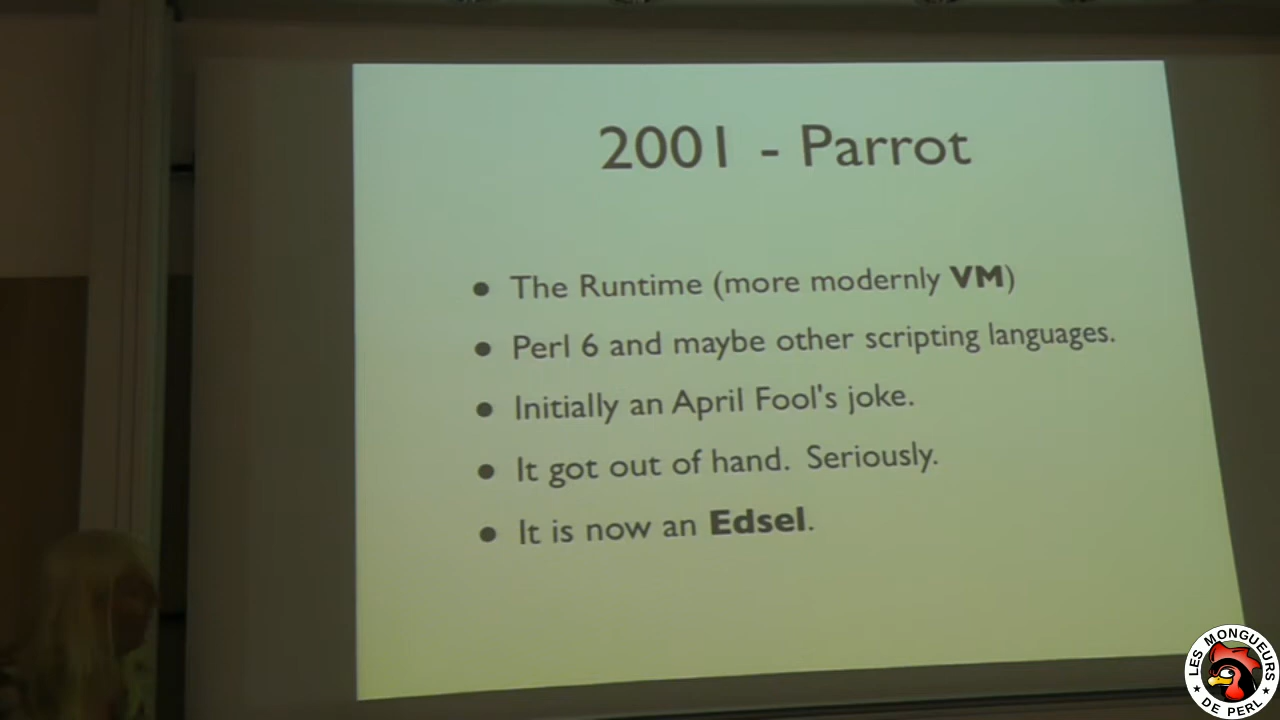 2001 - Parrot
• The Runtime (more modernly VM)
• Perl 6 and maybe other scripting languages.
• Initially an April Fool's joke.
• It got out of hand. Seriously.
• It is now an Edsel.
LES MONGUEURS
★ DE PERL ★